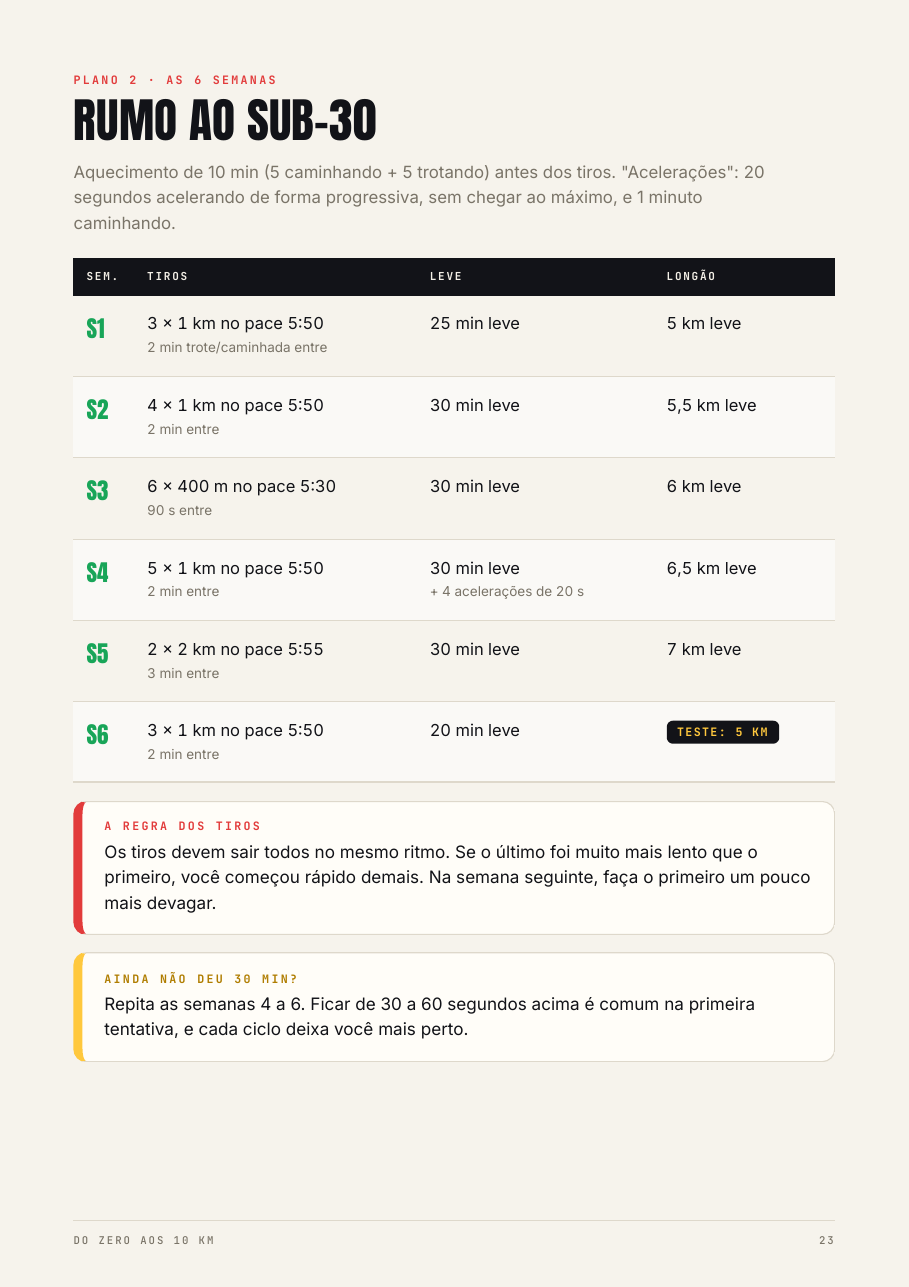 PLANO 2 · AS 6 SEMANAS
RUMO AO SUB-30
Aquecimento de 10 min (5 caminhando + 5 trotando) antes dos tiros. "Acelerações": 20
segundos acelerando de forma progressiva, sem chegar ao máximo, e 1 minuto
caminhando.
SEM. TIROS LEVE LONGÃO
S1 3 × 1 km no pace 5:50 25 min leve 5 km leve
2 min trote/caminhada entre
S2 4 × 1 km no pace 5:50 30 min leve 5,5 km leve
2 min entre
S3 6 × 400 m no pace 5:30 30 min leve 6 km leve
90 s entre
S4 5 × 1 km no pace 5:50 30 min leve 6,5 km leve
2 min entre + 4 acelerações de 20 s
S5 2 × 2 km no pace 5:55 30 min leve 7 km leve
3 min entre
S6 3 × 1 km no pace 5:50 20 min leve TESTE: 5 KM
2 min entre
A REGRA DOS TIROS
Os tiros devem sair todos no mesmo ritmo. Se o último foi muito mais lento que o
primeiro, você começou rápido demais. Na semana seguinte, faça o primeiro um pouco
mais devagar.
AINDA NÃO DEU 30 MIN?
Repita as semanas 4 a 6. Ficar de 30 a 60 segundos acima é comum na primeira
tentativa, e cada ciclo deixa você mais perto.
DO ZERO AOS 10 KM 23